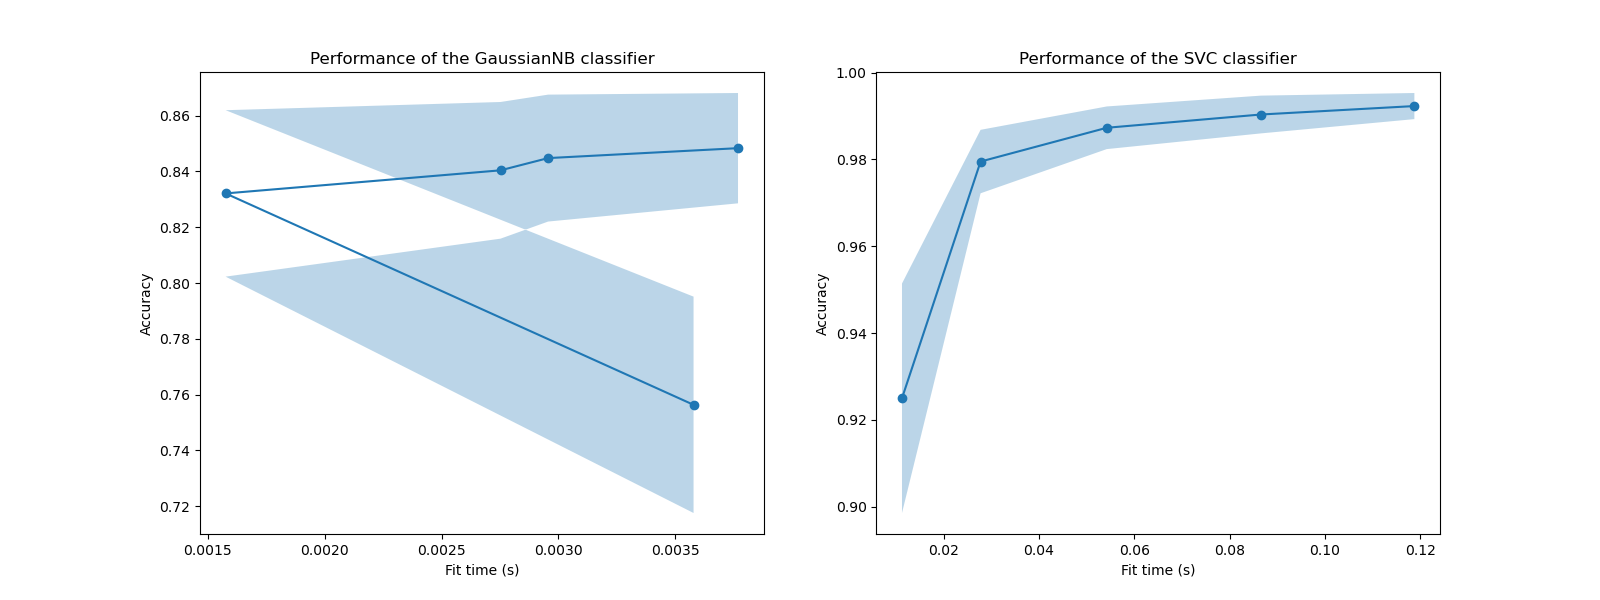 Performance of the GaussianNB classifier
Accuracy
0.86
0.84
0.82
0.80
0.78
0.76
0.74
0.72
0.0015 0.0020 0.0025 0.0030 0.0035
Fit time (s)
Performance of the SVC classifier
Accuracy
1.00
0.98
0.96
0.94
0.92
0.90
0.02 0.04 0.06 0.08 0.10 0.12
Fit time (s)